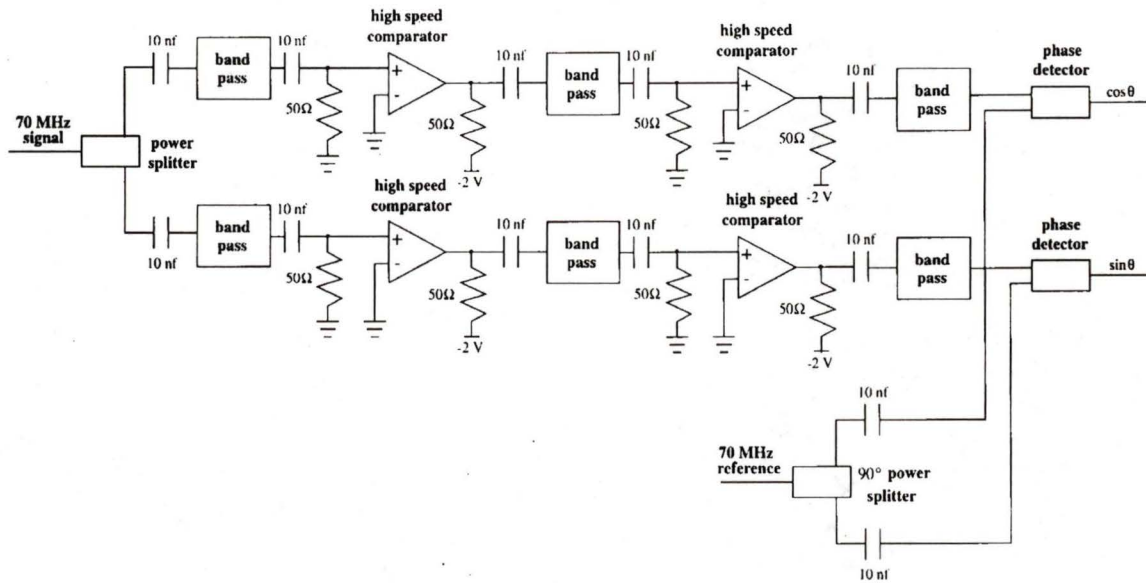 high speed
comparator
high speed
comparator
10 nf
10 nf
10 nf
10 nf
10 nf
phase
detector
band
pass
band
pass
band
pass
cosθ
50Ω
50Ω
50Ω
50Ω
70 MHz
signal
power
splitter
-2 V
-2 V
high speed
comparator
high speed
comparator
10 nf
10 nf
10 nf
10 nf
10 nf
phase
detector
band
pass
band
pass
band
pass
sinθ
50Ω
50Ω
50Ω
50Ω
-2 V
-2 V
10 nf
70 MHz
reference
90° power
splitter
10 nf
+
-
+
-
+
-
+
-